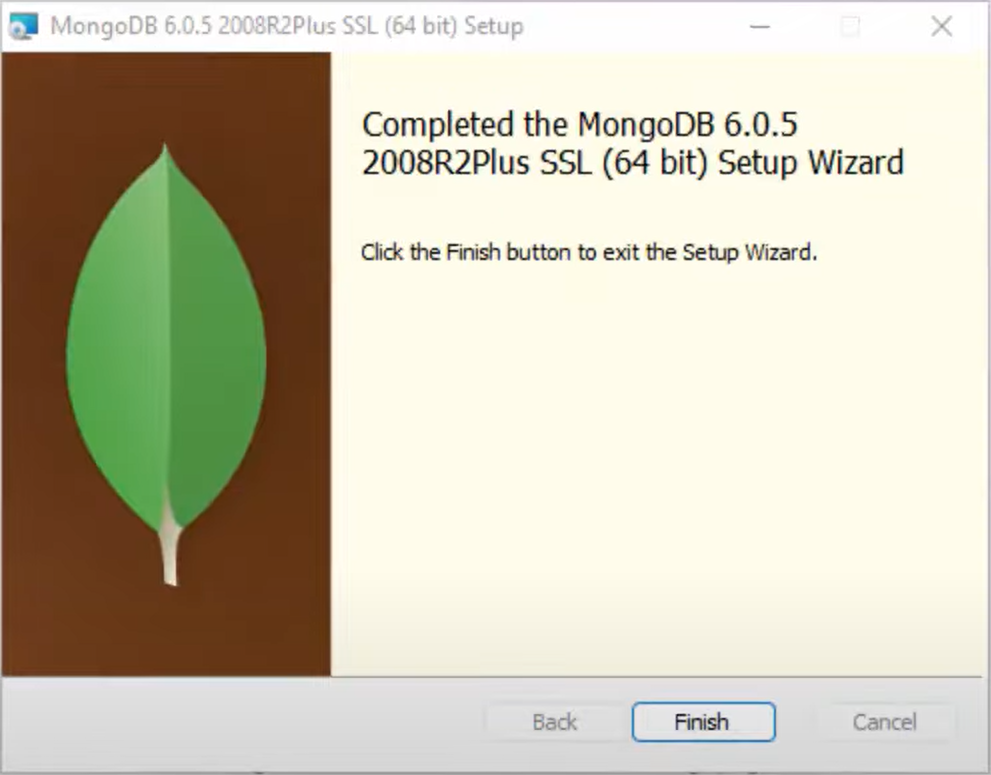 MongoDB 6.0.5 2008R2Plus SSL (64 bit) Setup
Completed the MongoDB 6.0.5
2008R2Plus SSL (64 bit) Setup Wizard
Click the Finish button to exit the Setup Wizard.
Back
Finish
Cancel